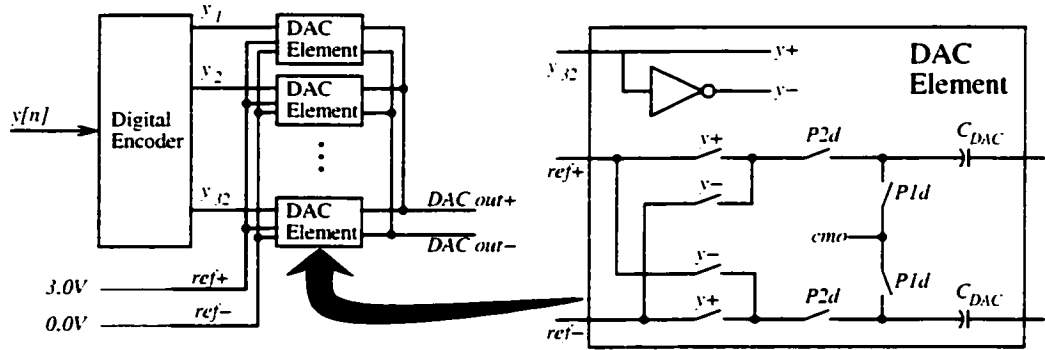 y[n]
Digital
Encoder
y1
y2
y32
DAC
Element
DAC
Element
DAC
Element
DAC out+
DAC out−
3.0V
ref+
0.0V
ref−
DAC
Element
y32
y+
y−
ref+
y+
P2d
CDAC
y−
P1d
cmo
y−
P1d
ref−
y+
P2d
CDAC